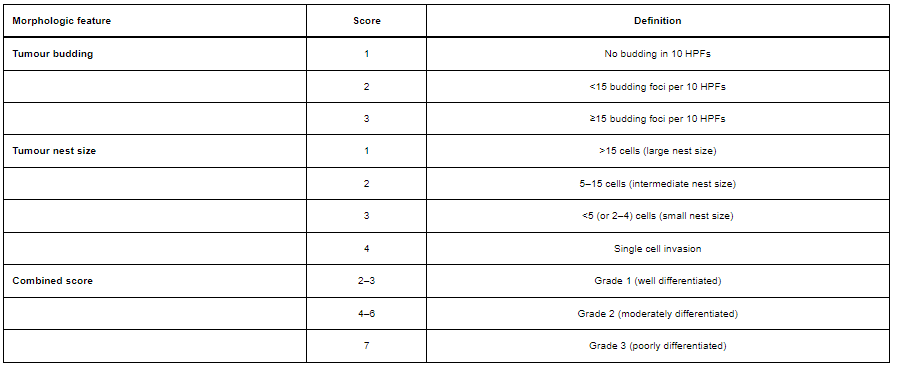 Morphologic feature Score Definition
Tumour budding 1 No budding in 10 HPFs
2 <15 budding foci per 10 HPFs
3 ≥15 budding foci per 10 HPFs
Tumour nest size 1 >15 cells (large nest size)
2 5–15 cells (intermediate nest size)
3 <5 (or 2–4) cells (small nest size)
4 Single cell invasion
Combined score 2–3 Grade 1 (well differentiated)
4–6 Grade 2 (moderately differentiated)
7 Grade 3 (poorly differentiated)